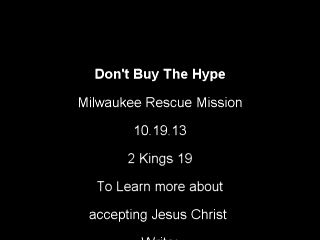 Don't Buy The Hype
Milwaukee Rescue Mission
10.19.13
2 Kings 19
To Learn more about
accepting Jesus Christ